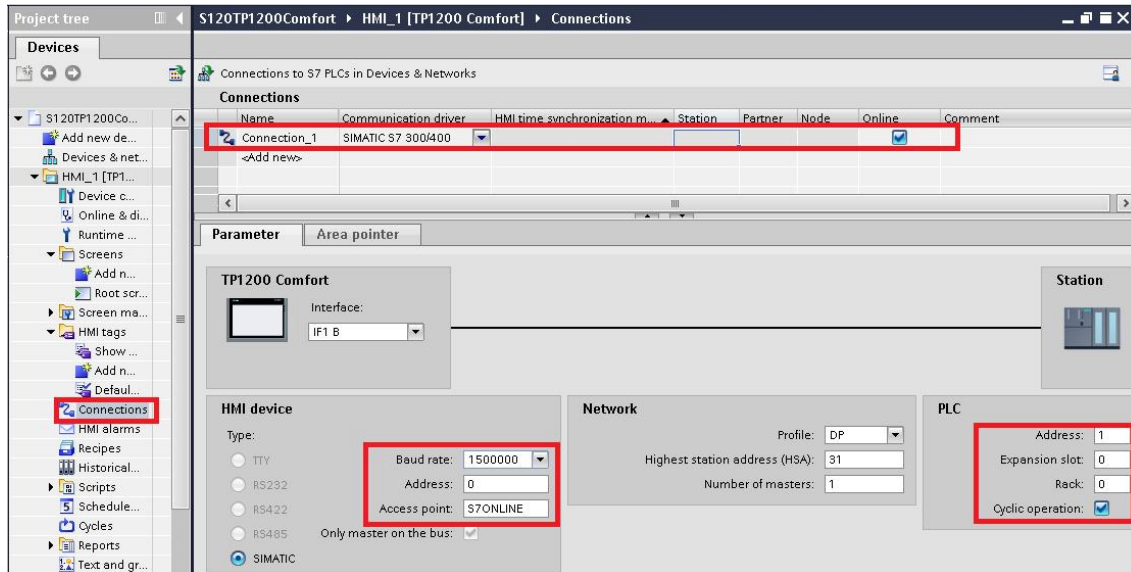 Project tree
S120TP1200Comfort ▸ HMI_1 [TP1200 Comfort] ▸ Connections
Devices
Connections to S7 PLCs in Devices & Networks
Connections
Name Communication driver HMI time synchronization m... Station Partner Node Online Comment
Connection_1 SIMATIC S7 300/400
<Add new>
S120TP1200Co...
Add new de...
Devices & net...
HMI_1 [TP1...
Device c...
Online & di...
Runtime ...
Screens
Add n...
Root scr...
Screen ma...
HMI tags
Show ...
Add n...
Defaul...
Connections
HMI alarms
Recipes
Historical...
Scripts
Schedule...
Cycles
Reports
Text and gr...
Parameter Area pointer
TP1200 Comfort
Interface:
IF1 B
Station
HMI device
Type:
TTY
RS232
RS422
RS485
SIMATIC
Baud rate: 1500000
Address: 0
Access point: S7ONLINE
Only master on the bus:
Network
Profile: DP
Highest station address (HSA): 31
Number of masters: 1
PLC
Address: 1
Expansion slot: 0
Rack: 0
Cyclic operation: